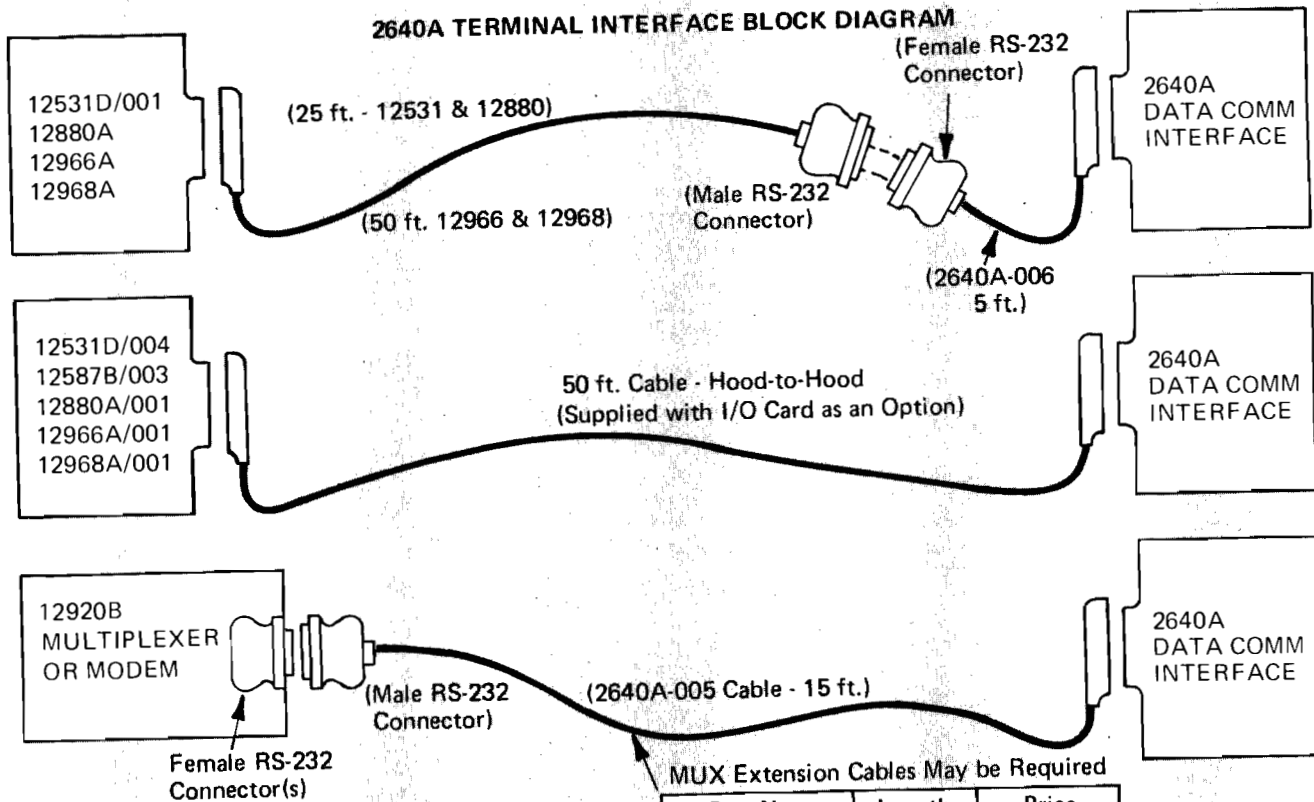 2640A TERMINAL INTERFACE BLOCK DIAGRAM
12531D/001
12880A
12966A
12968A
(25 ft. - 12531 & 12880)
(50 ft. 12966 & 12968)
(Male RS-232
Connector)
(Female RS-232
Connector)
(2640A-006
5 ft.)
2640A
DATA COMM
INTERFACE
12531D/004
12587B/003
12880A/001
12966A/001
12968A/001
50 ft. Cable - Hood-to-Hood
(Supplied with I/O Card as an Option)
2640A
DATA COMM
INTERFACE
12920B
MULTIPLEXER
OR MODEM
Female RS-232
Connector(s)
(Male RS-232
Connector)
(2640A-005 Cable - 15 ft.)
2640A
DATA COMM
INTERFACE
MUX Extension Cables May be Required